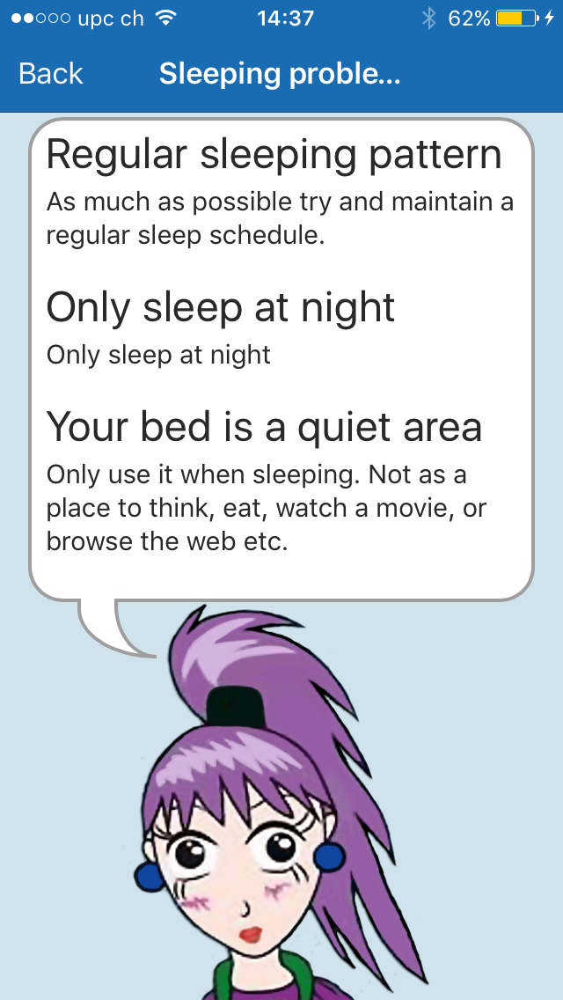 upc ch 14:37 62%
Back Sleeping proble...
Regular sleeping pattern
As much as possible try and maintain a
regular sleep schedule.
Only sleep at night
Only sleep at night
Your bed is a quiet area
Only use it when sleeping. Not as a
place to think, eat, watch a movie, or
browse the web etc.